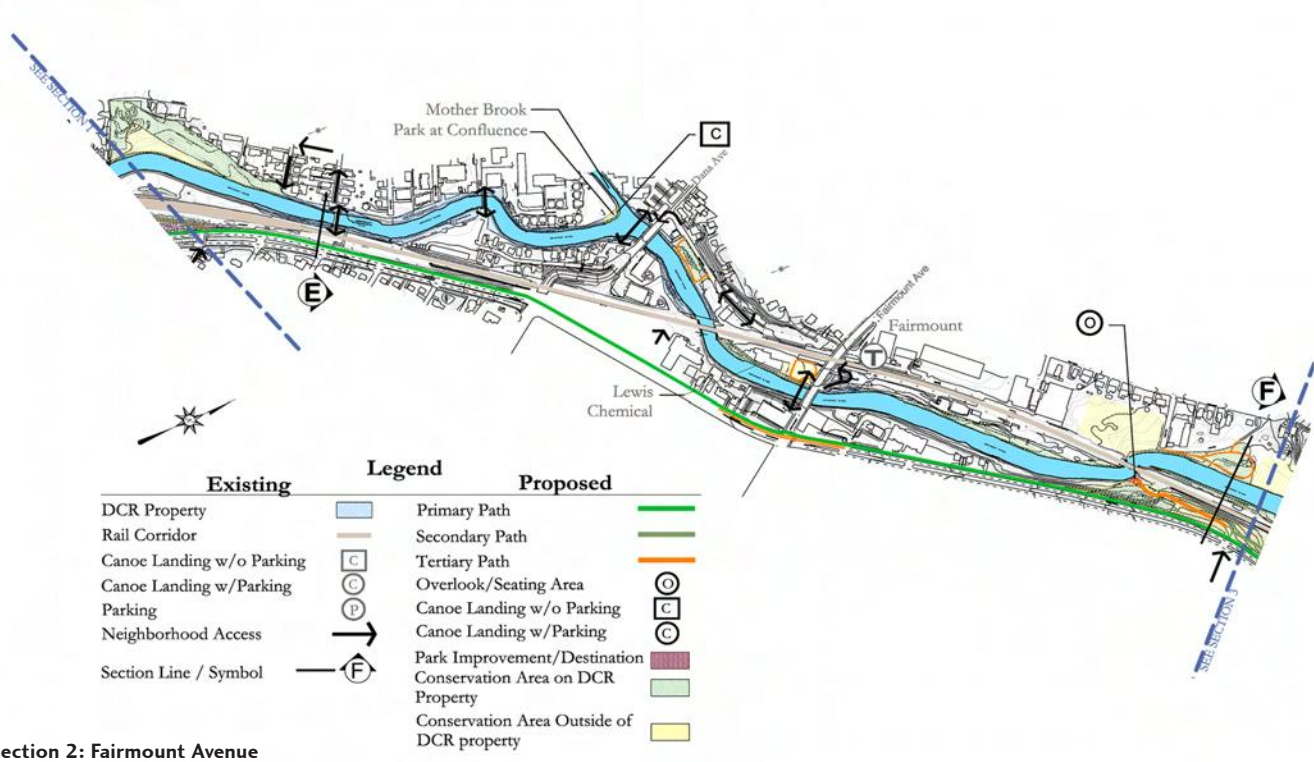 SEE SECTION 1
Mother Brook
Park at Confluence
C
Dana Ave
E
Fairmount Ave
Fairmount
T
O
F
Lewis
Chemical
SEE SECTION 3
Legend
Existing
DCR Property
Rail Corridor
Canoe Landing w/o Parking C
Canoe Landing w/Parking C
Parking P
Neighborhood Access
Section Line / Symbol F
Proposed
Primary Path
Secondary Path
Tertiary Path
Overlook/Seating Area O
Canoe Landing w/o Parking C
Canoe Landing w/Parking C
Park Improvement/Destination
Conservation Area on DCR
Property
Conservation Area Outside of
DCR property
ection 2: Fairmount Avenue